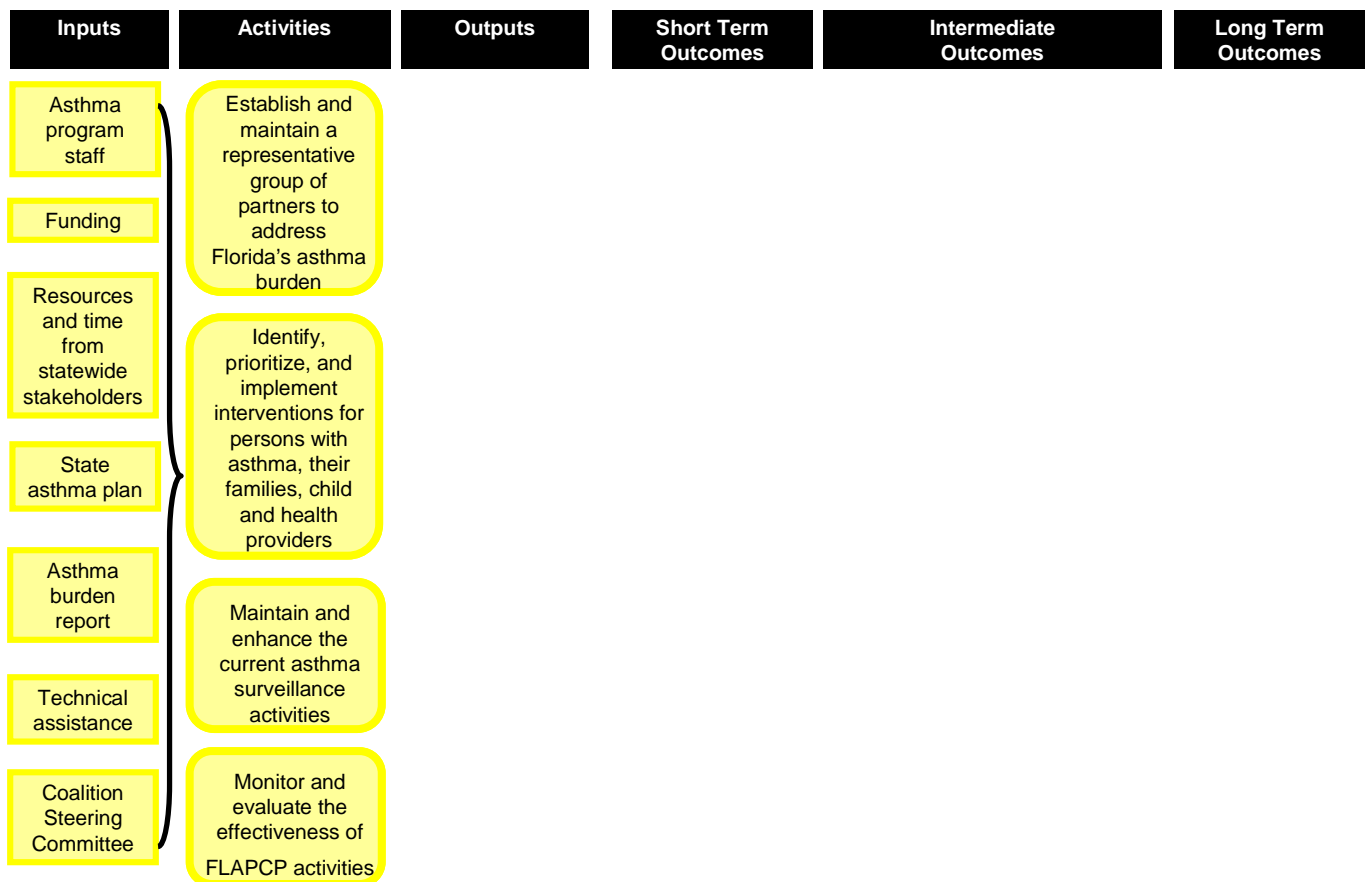 Inputs
Activities
Outputs
Short Term
Outcomes
Intermediate
Outcomes
Long Term
Outcomes
Asthma
program
staff
Funding
Resources
and time
from
statewide
stakeholders
State
asthma plan
Asthma
burden
report
Technical
assistance
Coalition
Steering
Committee
Establish and
maintain a
representative
group of
partners to
address
Florida's asthma
burden
Identify,
prioritize, and
implement
interventions for
persons with
asthma, their
families, child
and health
providers
Maintain and
enhance the
current asthma
surveillance
activities
Monitor and
evaluate the
effectiveness of
FLAPCP activities